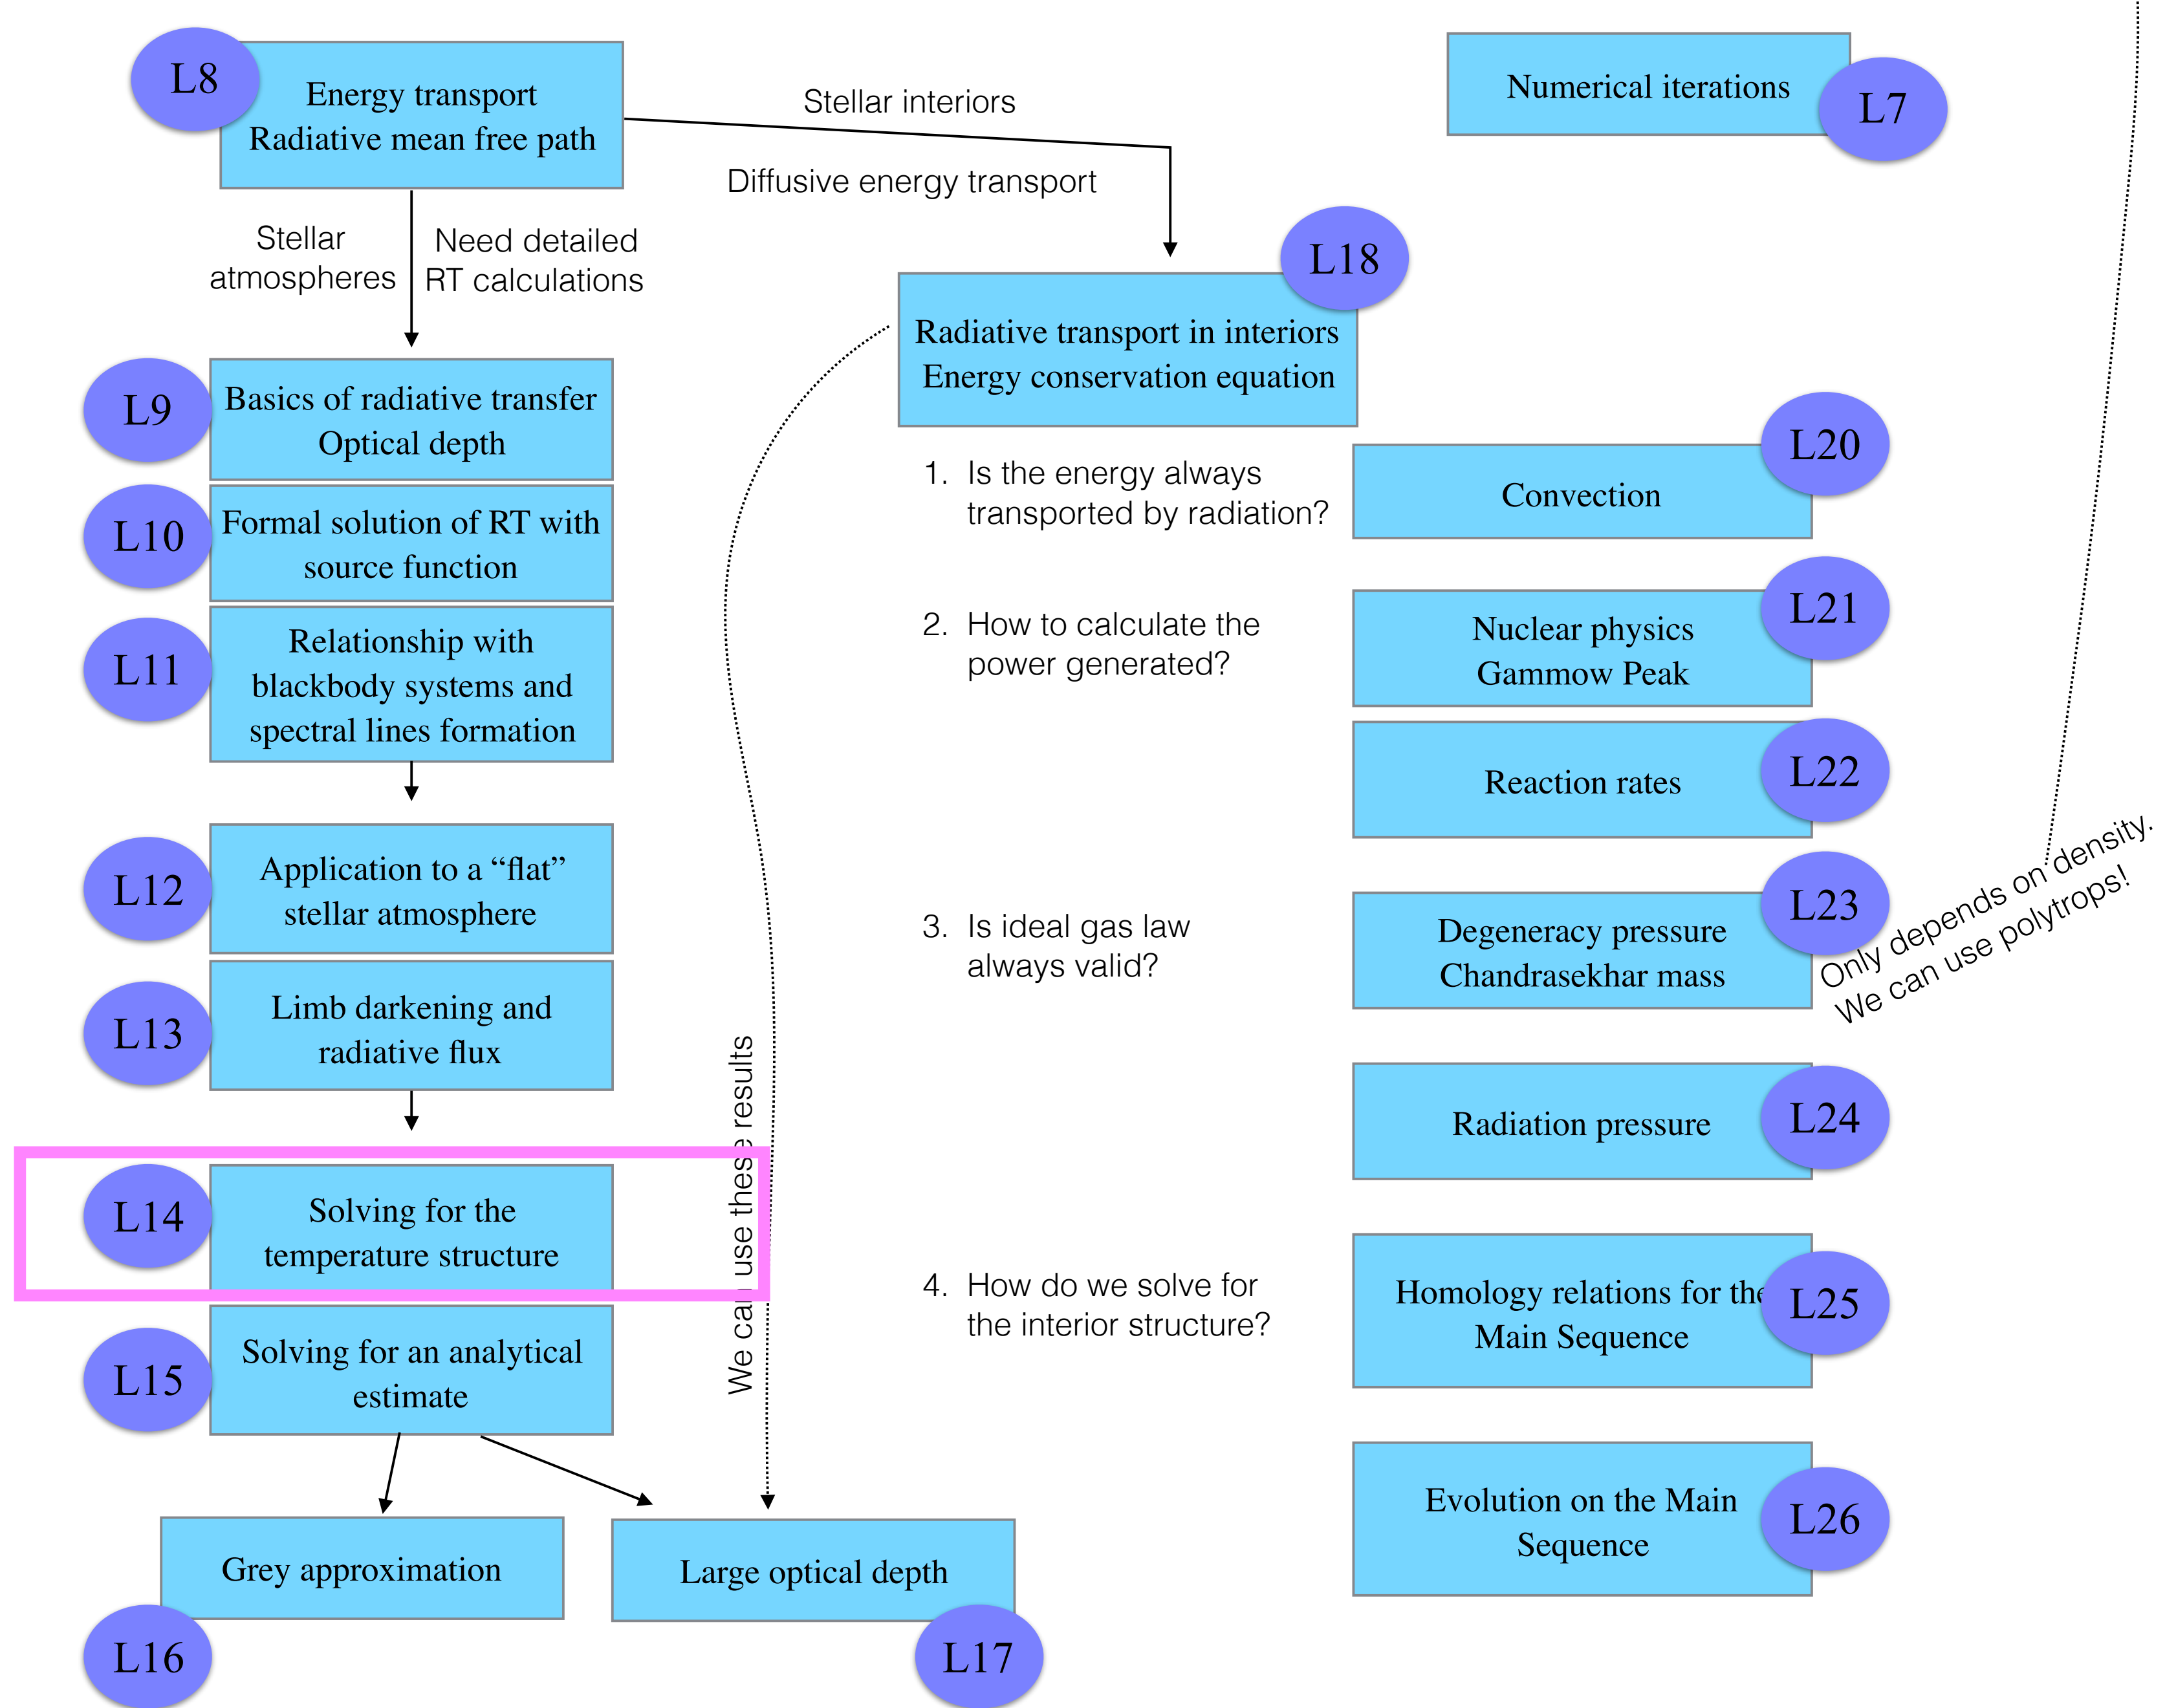 L8
Energy transport
Radiative mean free path
Stellar interiors
Diffusive energy transport
Numerical iterations
L7
Stellar
atmospheres
Need detailed
RT calculations
L18
Radiative transport in interiors
Energy conservation equation
L9
Basics of radiative transfer
Optical depth
L10
Formal solution of RT with
source function
L11
Relationship with
blackbody systems and
spectral lines formation
L12
Application to a “flat”
stellar atmosphere
L13
Limb darkening and
radiative flux
L14
Solving for the
temperature structure
L15
Solving for an analytical
estimate
Grey approximation
L16
Large optical depth
L17
We can use these results
1. Is the energy always
transported by radiation?
L20
Convection
2. How to calculate the
power generated?
L21
Nuclear physics
Gammow Peak
L22
Reaction rates
3. Is ideal gas law
always valid?
L23
Degeneracy pressure
Chandrasekhar mass
Only depends on density.
We can use polytrops!
L24
Radiation pressure
4. How do we solve for
the interior structure?
L25
Homology relations for the
Main Sequence
L26
Evolution on the Main
Sequence